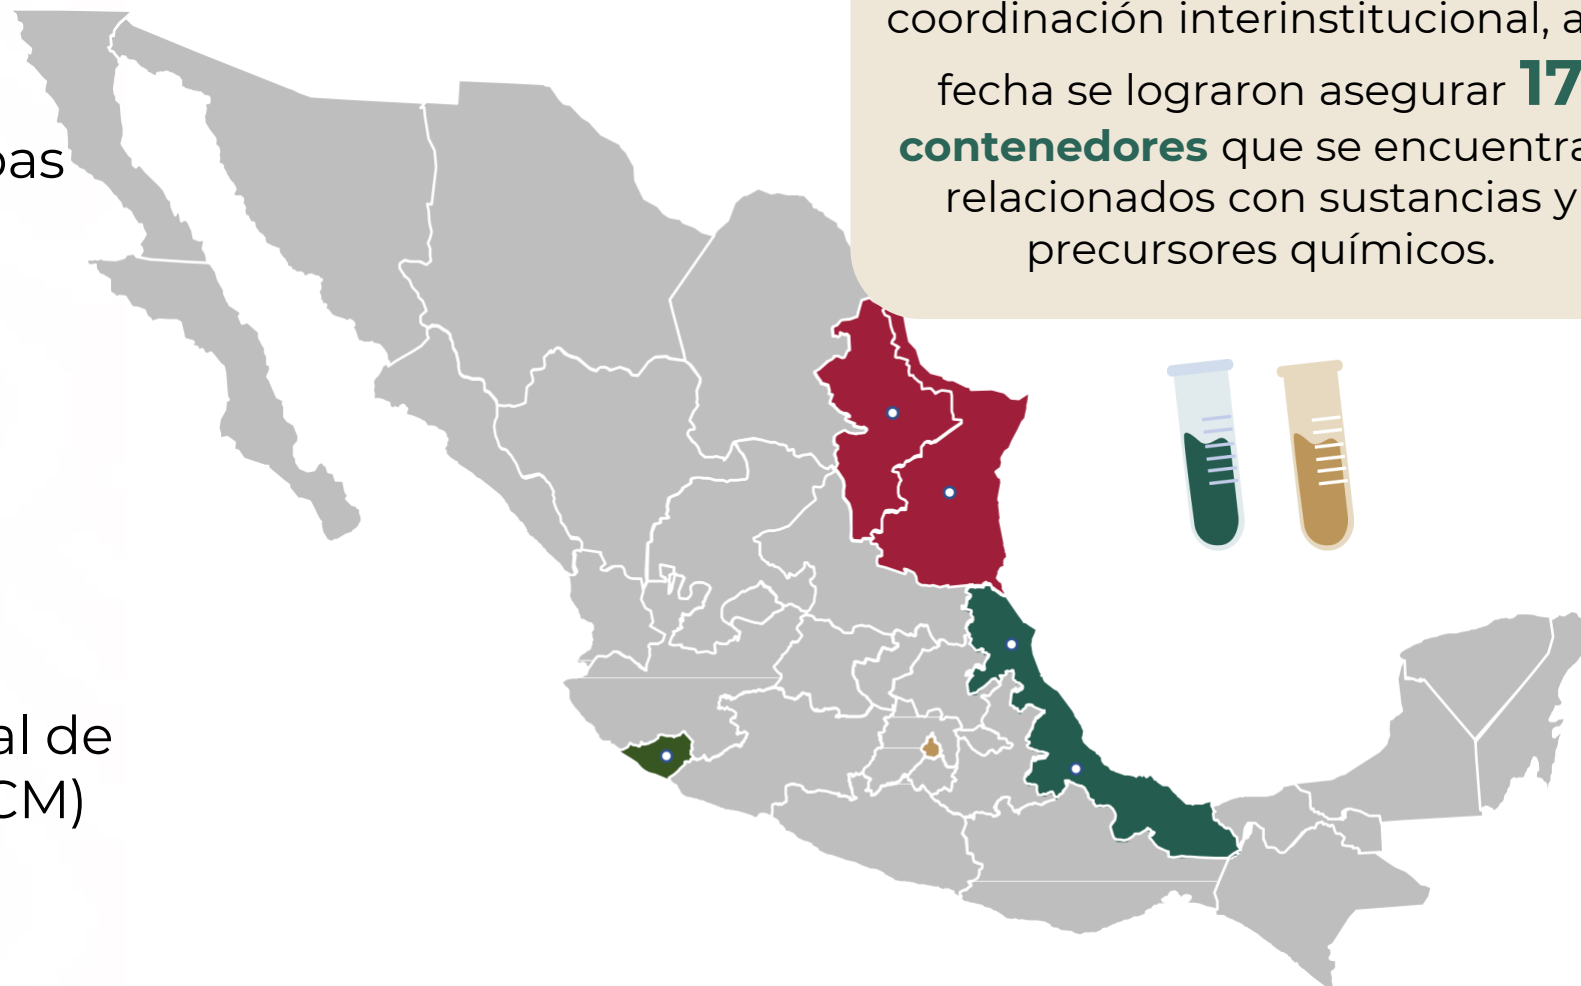 coordinación interinstitucional, a
fecha se lograron asegurar 17
contenedores que se encuentra
relacionados con sustancias y
precursores químicos.
pas
al de
CM)